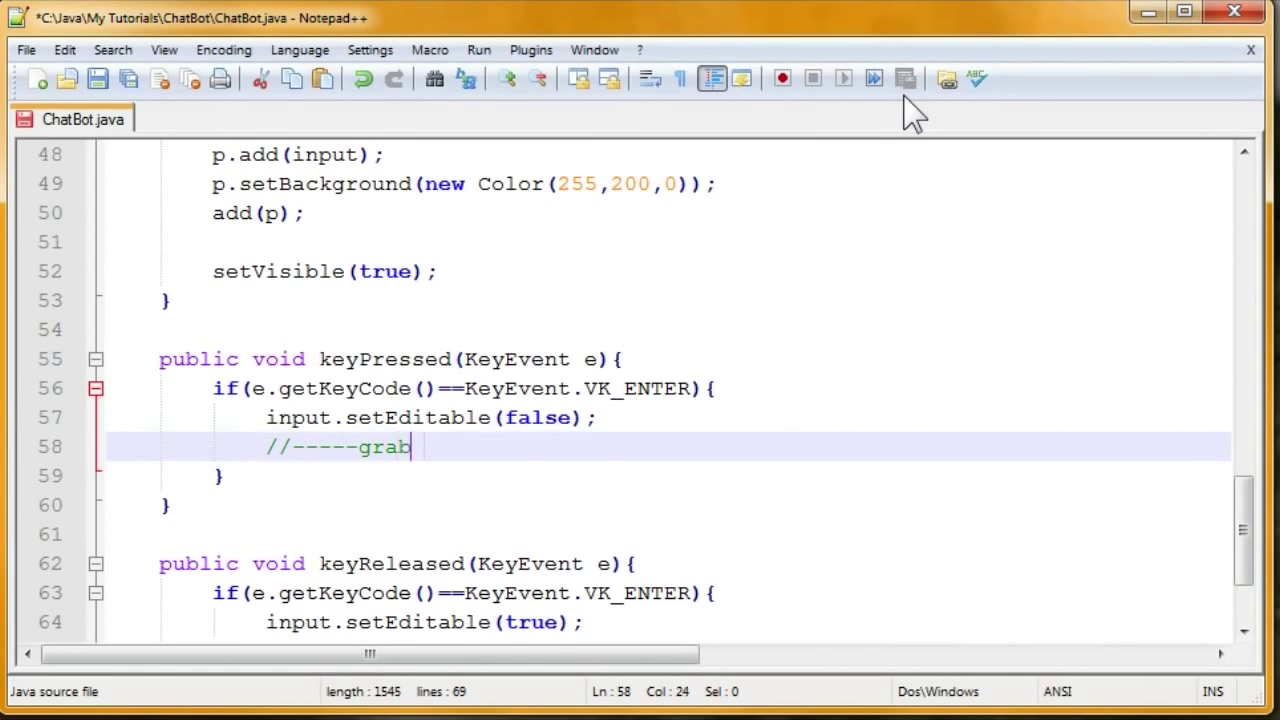 *C:\Java\My Tutorials\ChatBot\ChatBot.java - Notepad++
File Edit Search View Encoding Language Settings Macro Run Plugins Window ? X
ABC
ChatBot.java
48 p.add(input);
49 p.setBackground(new Color(255,200,0));
50 add(p);
51
52 setVisible(true);
53 }
54
55 public void keyPressed(KeyEvent e){
56 if(e.getKeyCode()==KeyEvent.VK_ENTER){
57 input.setEditable(false);
58 //-----grab
59 }
60 }
61
62 public void keyReleased(KeyEvent e){
63 if(e.getKeyCode()==KeyEvent.VK_ENTER){
64 input.setEditable(true);
Java source file length : 1545 lines : 69 Ln : 58 Col : 24 Sel : 0 Dos\Windows ANSI INS